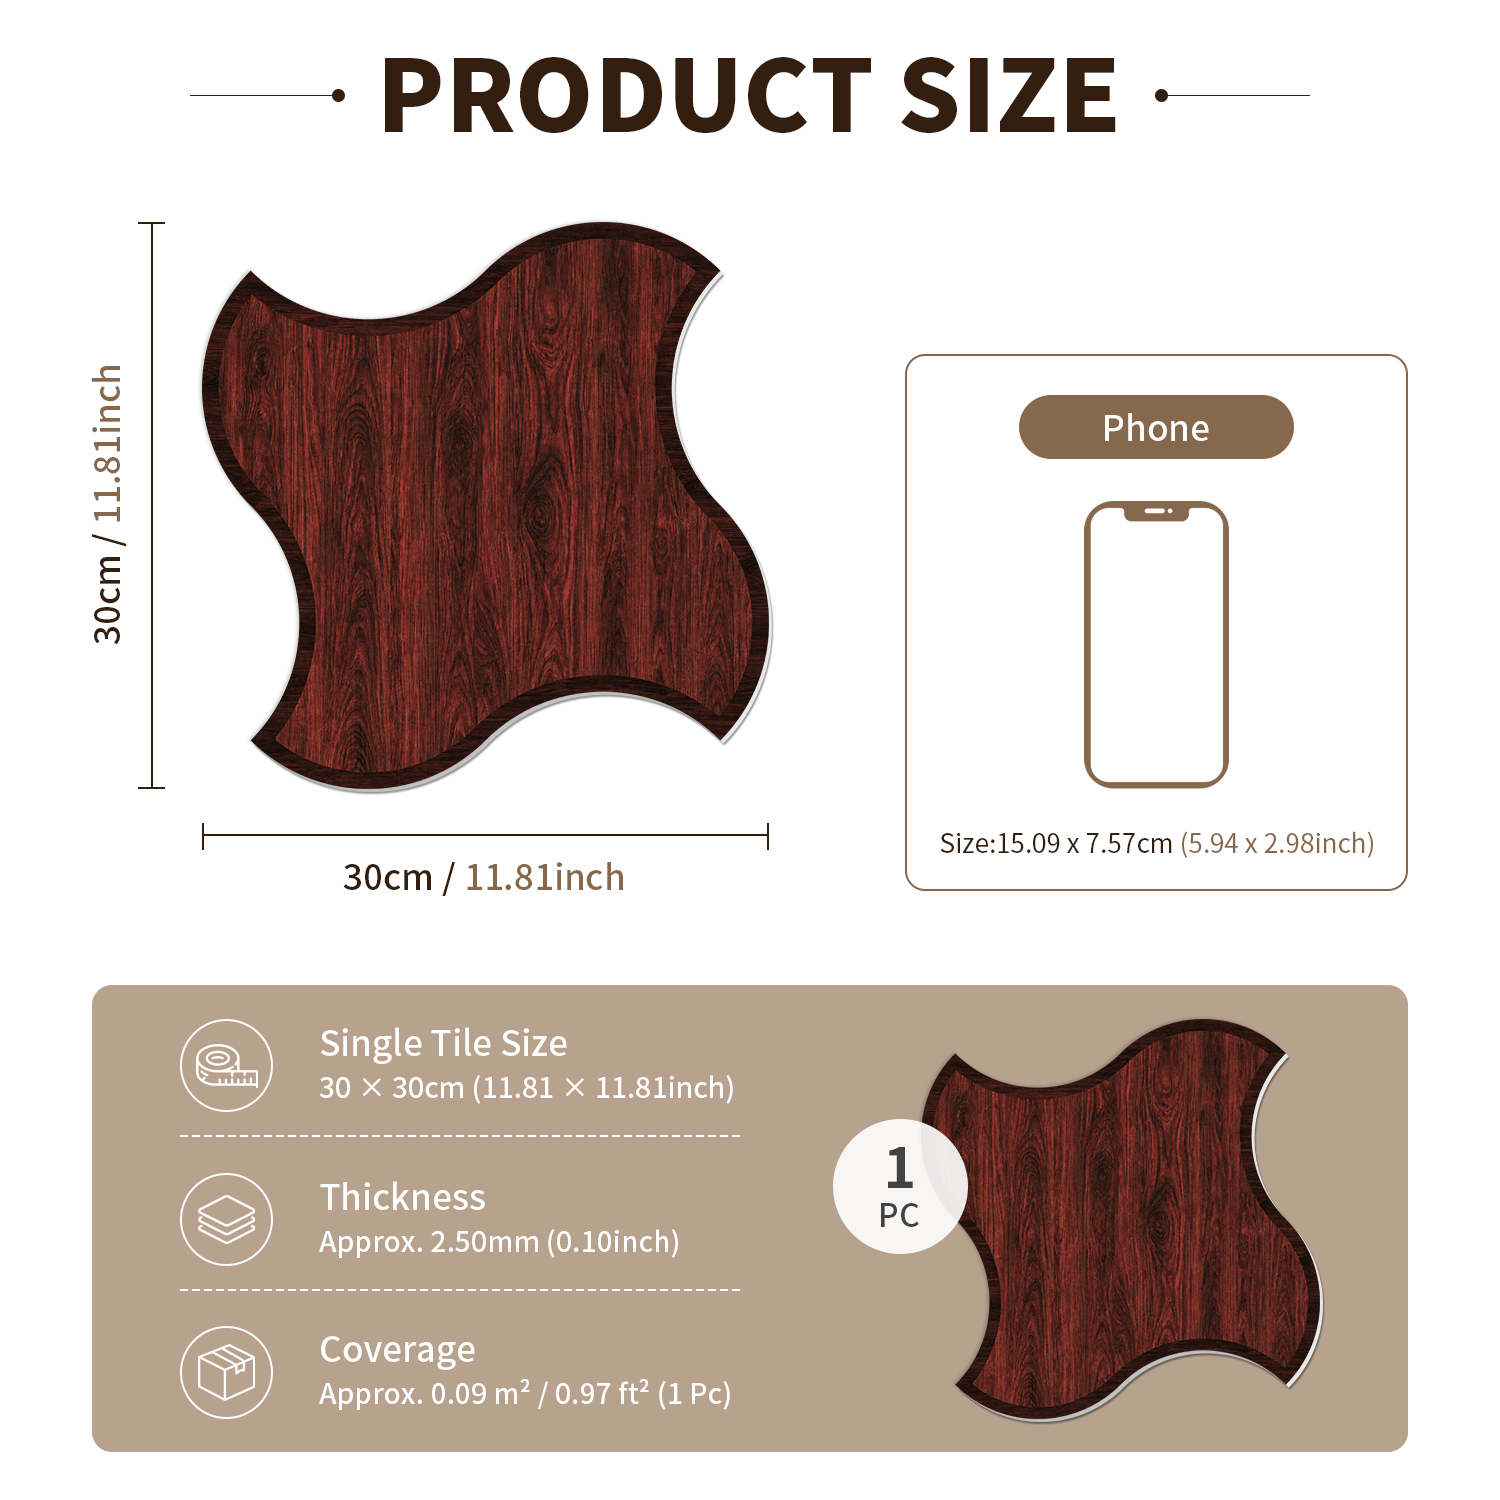 PRODUCT SIZE
30cm / 11.81inch
30cm / 11.81inch
Phone
Size:15.09 x 7.57cm (5.94 x 2.98inch)
Single Tile Size
30 × 30cm (11.81 × 11.81inch)
Thickness
Approx. 2.50mm (0.10inch)
Coverage
Approx. 0.09 m² / 0.97 ft² (1 Pc)
1
PC